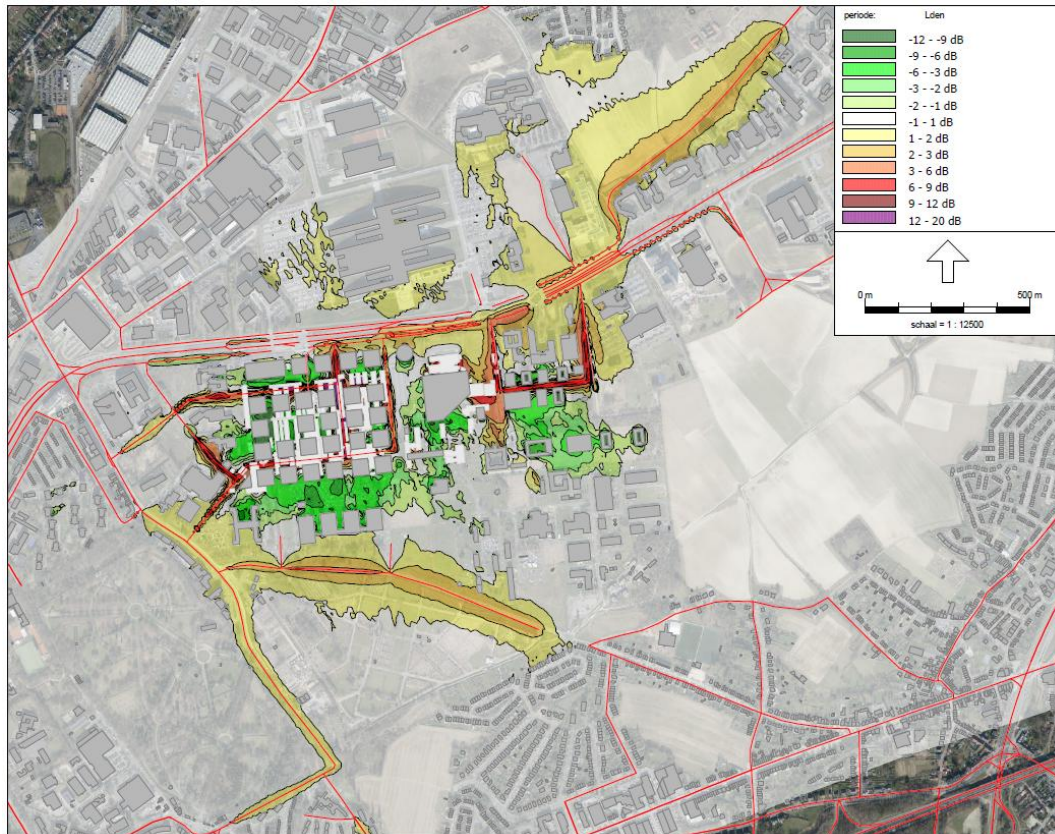 periode: Lden
-12 - -9 dB
-9 - -6 dB
-6 - -3 dB
-3 - -2 dB
-2 - -1 dB
-1 - 1 dB
1 - 2 dB
2 - 3 dB
3 - 6 dB
6 - 9 dB
9 - 12 dB
12 - 20 dB
0 m 500 m
schaal = 1 : 12500